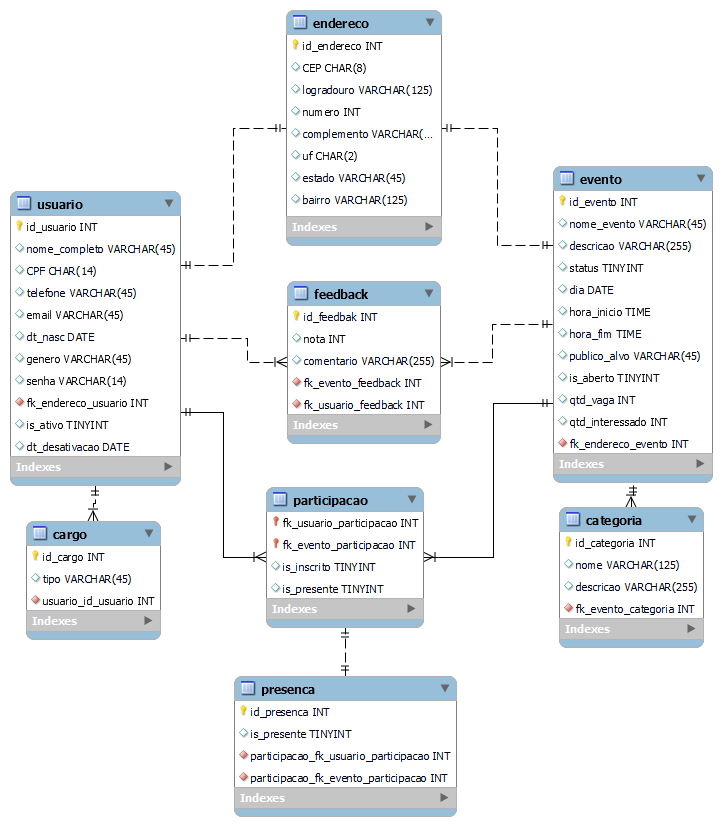 endereco
id_endereco INT
CEP CHAR(8)
logradouro VARCHAR(125)
numero INT
complemento VARCHAR(...
uf CHAR(2)
estado VARCHAR(45)
bairro VARCHAR(125)
Indexes
usuario
id_usuario INT
nome_completo VARCHAR(45)
CPF CHAR(14)
telefone VARCHAR(45)
email VARCHAR(45)
dt_nasc DATE
genero VARCHAR(45)
senha VARCHAR(14)
fk_endereco_usuario INT
is_ativo TINYINT
dt_desativacao DATE
Indexes
evento
id_evento INT
nome_evento VARCHAR(45)
descricao VARCHAR(255)
status TINYINT
dia DATE
hora_inicio TIME
hora_fim TIME
publico_alvo VARCHAR(45)
is_aberto TINYINT
qtd_vaga INT
qtd_interessado INT
fk_endereco_evento INT
Indexes
feedback
id_feedbak INT
nota INT
comentario VARCHAR(255)
fk_evento_feedback INT
fk_usuario_feedback INT
Indexes
participacao
fk_usuario_participacao INT
fk_evento_participacao INT
is_inscrito TINYINT
is_presente TINYINT
Indexes
cargo
id_cargo INT
tipo VARCHAR(45)
usuario_id_usuario INT
Indexes
categoria
id_categoria INT
nome VARCHAR(125)
descricao VARCHAR(255)
fk_evento_categoria INT
Indexes
presenca
id_presenca INT
is_presente TINYINT
participacao_fk_usuario_participacao INT
participacao_fk_evento_participacao INT
Indexes